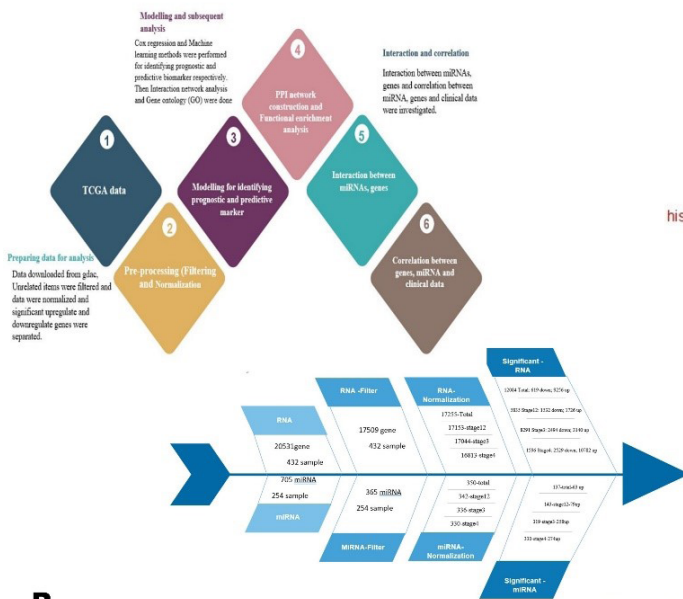 Modelling and subsequent
analysis
Cox regression and Machine
learning methods were performed
for identifying prognostic and
predictive biomarker respectively.
Then Interaction network analysis
and Gene ontology (GO) were done
4
PPI network
construction and
Functional enrichment
analysis
Interaction and correlation
Interaction between miRNAs,
genes and correlation between
miRNA, genes and clinical data
were investigated.
1
TCGA data
3
Modelling for identifying
prognostic and predictive
marker
5
Interaction between
miRNAs, genes
his
2
Pre-processing (Filtering
and Normalization
6
Correlation between
genes, miRNA and
clinical data
Preparing data for analysis
Data downloaded from gdac,
Unrelated items were filtered and
data were normalized and
significant upregulate and
downregulate genes were
separated.
RNA
20531gene
432 sample
705 miRNA
254 sample
miRNA
RNA -Filter
17509 gene
432 sample
365 miRNA
254 sample
MiRNA-Filter
RNA-
Normalization
17235-Total
17153-stage12
17044-stage3
16813-stage4
350-total
342-stage12
336-stage3
330 stage4
miRNA-
Normalization
Significant -
RNA
Significant -
miRNA